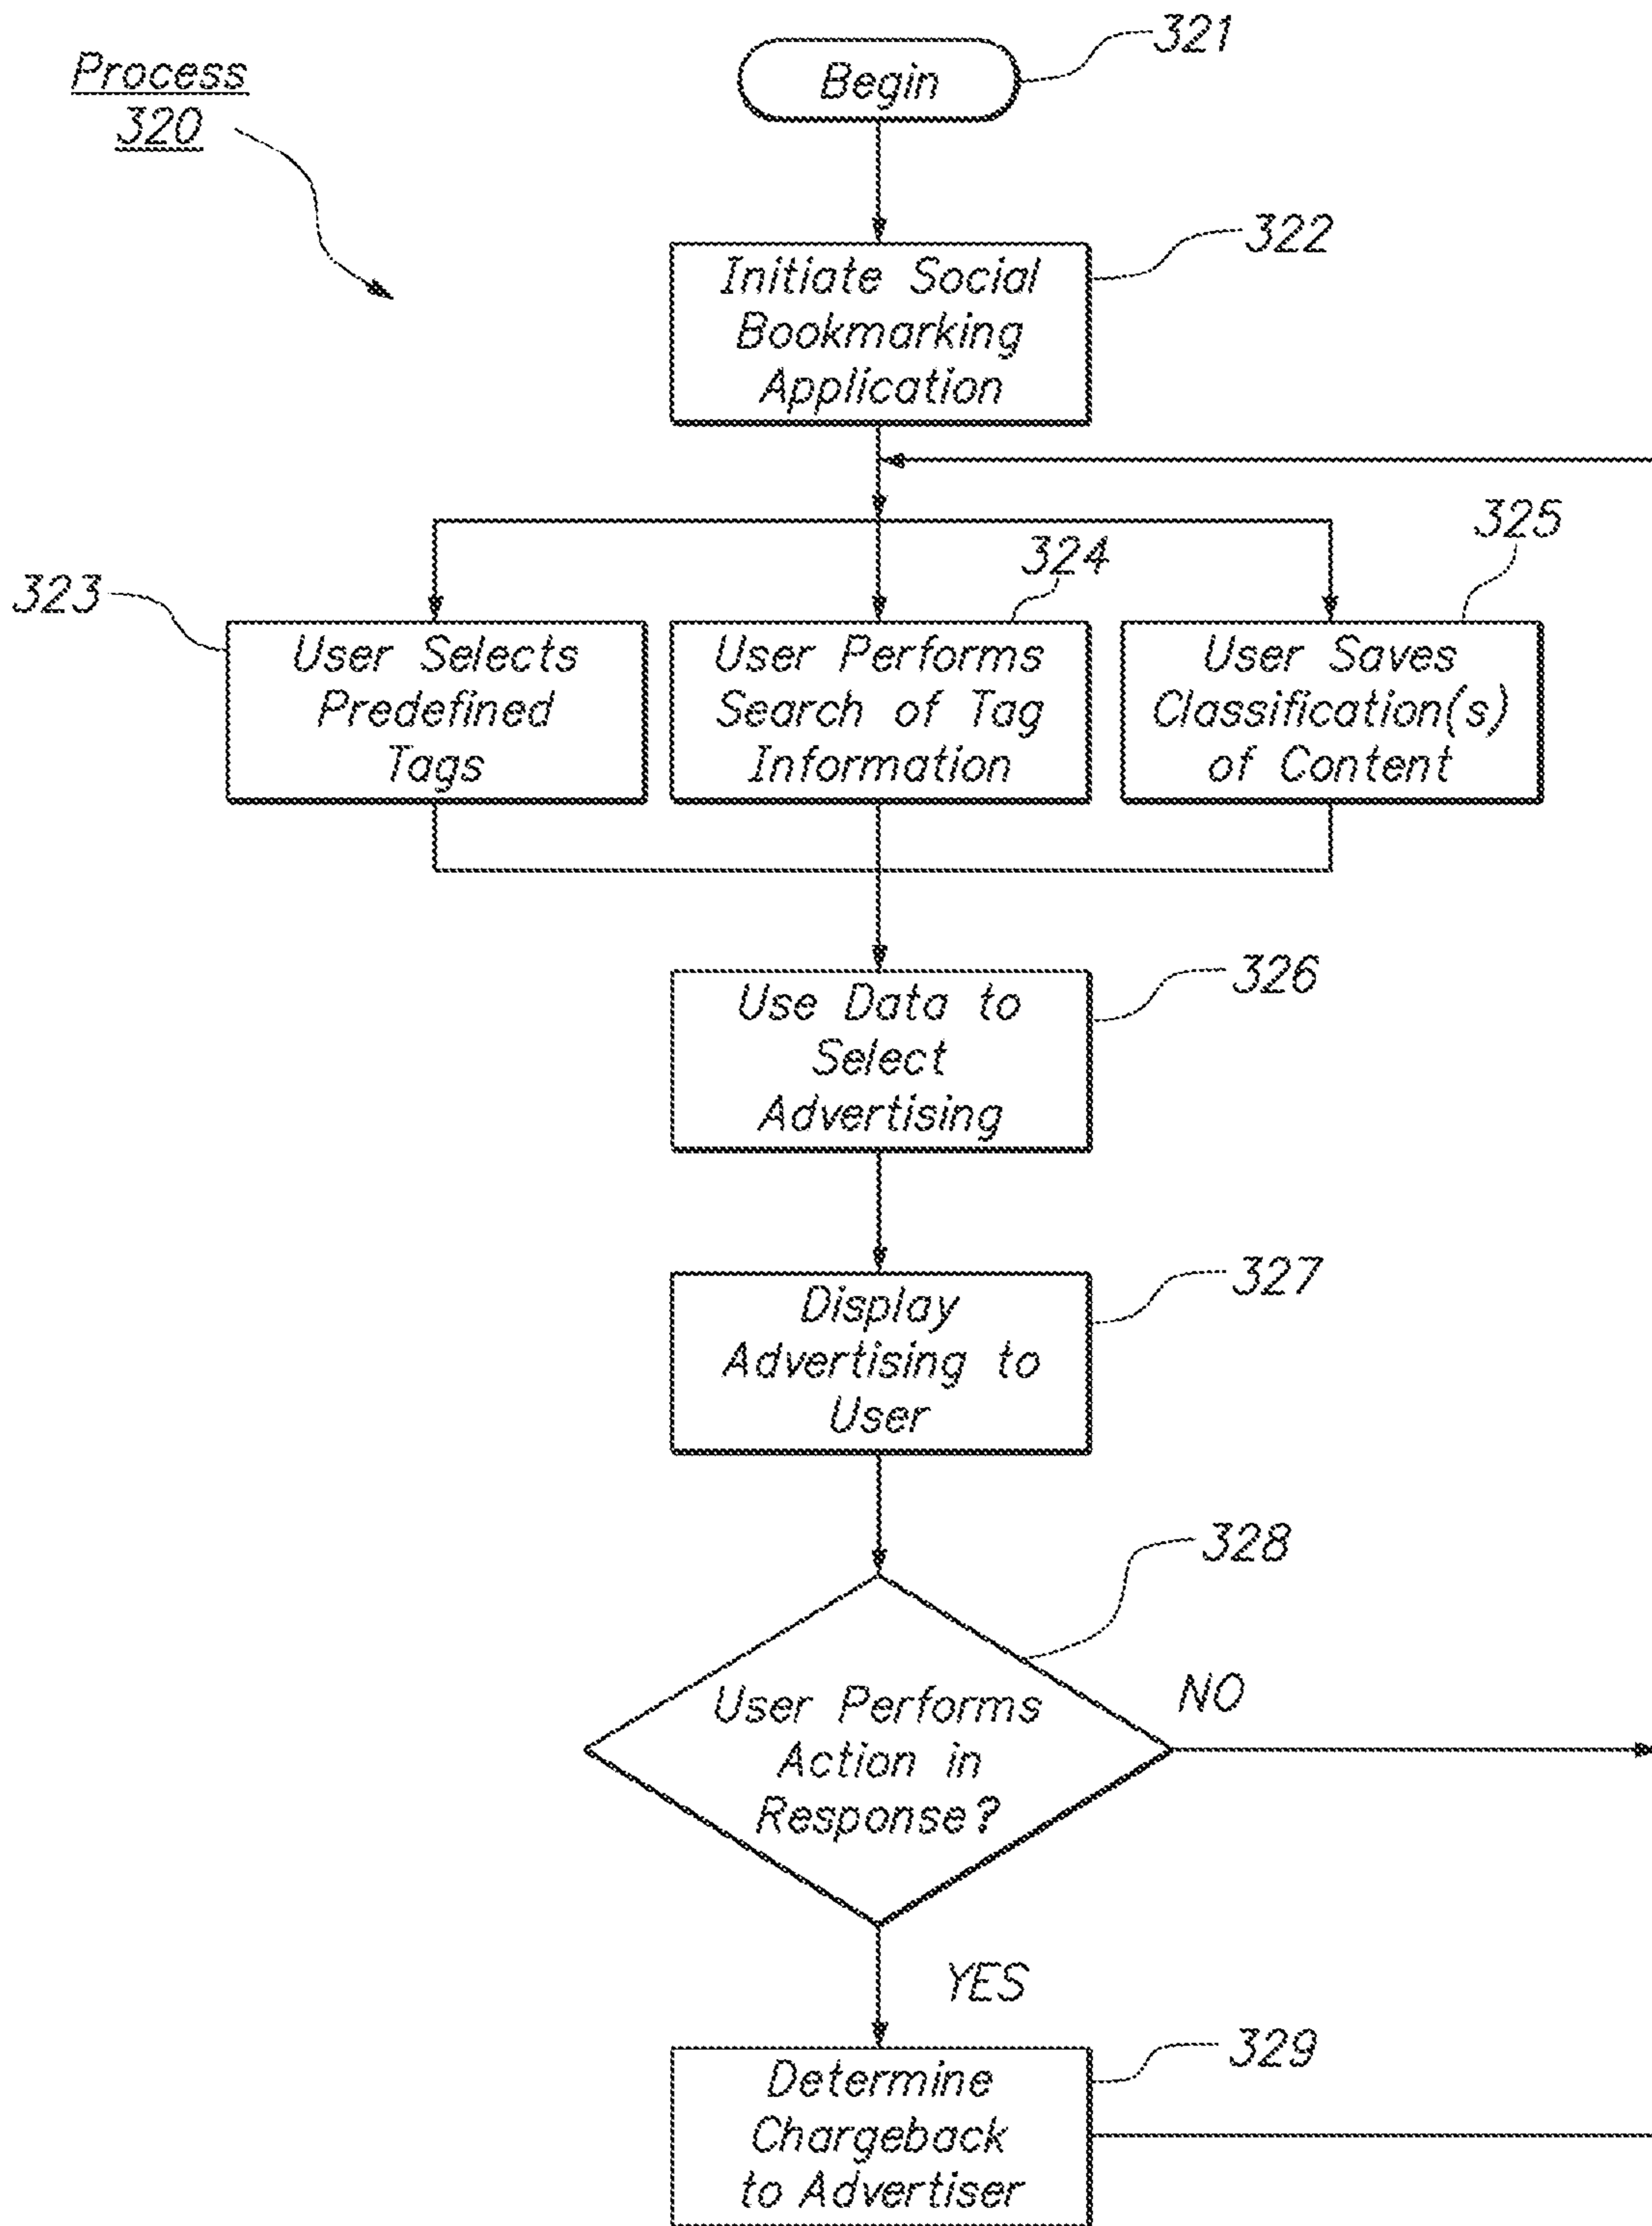 Process
320
Begin
321
Initiate Social
Bookmarking
Application
322
323
324
325
User Selects
Predefined
Tags
User Performs
Search of Tag
Information
User Saves
Classification(s)
of Content
Use Data to
Select
Advertising
326
Display
Advertising to
User
327
328
User Performs
Action in
Response?
NO
YES
Determine
Chargeback
to Advertiser
329